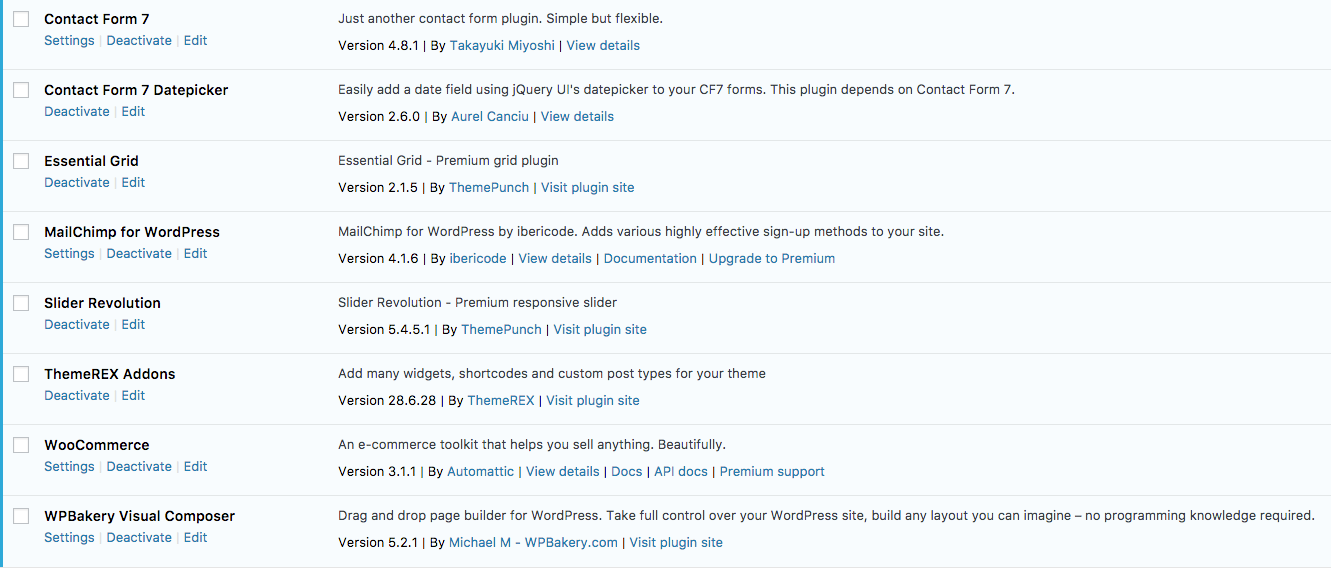 Contact Form 7
Just another contact form plugin. Simple but flexible.
Settings | Deactivate | Edit
Version 4.8.1 | By Takayuki Miyoshi | View details
Contact Form 7 Datepicker
Easily add a date field using jQuery UI's datepicker to your CF7 forms. This plugin depends on Contact Form 7.
Deactivate | Edit
Version 2.6.0 | By Aurel Canciu | View details
Essential Grid
Essential Grid - Premium grid plugin
Deactivate | Edit
Version 2.1.5 | By ThemePunch | Visit plugin site
MailChimp for WordPress
MailChimp for WordPress by ibericode. Adds various highly effective sign-up methods to your site.
Settings | Deactivate | Edit
Version 4.1.6 | By ibericode | View details | Documentation | Upgrade to Premium
Slider Revolution
Slider Revolution - Premium responsive slider
Deactivate | Edit
Version 5.4.5.1 | By ThemePunch | Visit plugin site
ThemeREX Addons
Add many widgets, shortcodes and custom post types for your theme
Deactivate | Edit
Version 28.6.28 | By ThemeREX | Visit plugin site
WooCommerce
An e-commerce toolkit that helps you sell anything. Beautifully.
Settings | Deactivate | Edit
Version 3.1.1 | By Automattic | View details | Docs | API docs | Premium support
WPBakery Visual Composer
Drag and drop page builder for WordPress. Take full control over your WordPress site, build any layout you can imagine – no programming knowledge required.
Settings | Deactivate | Edit
Version 5.2.1 | By Michael M - WPBakery.com | Visit plugin site